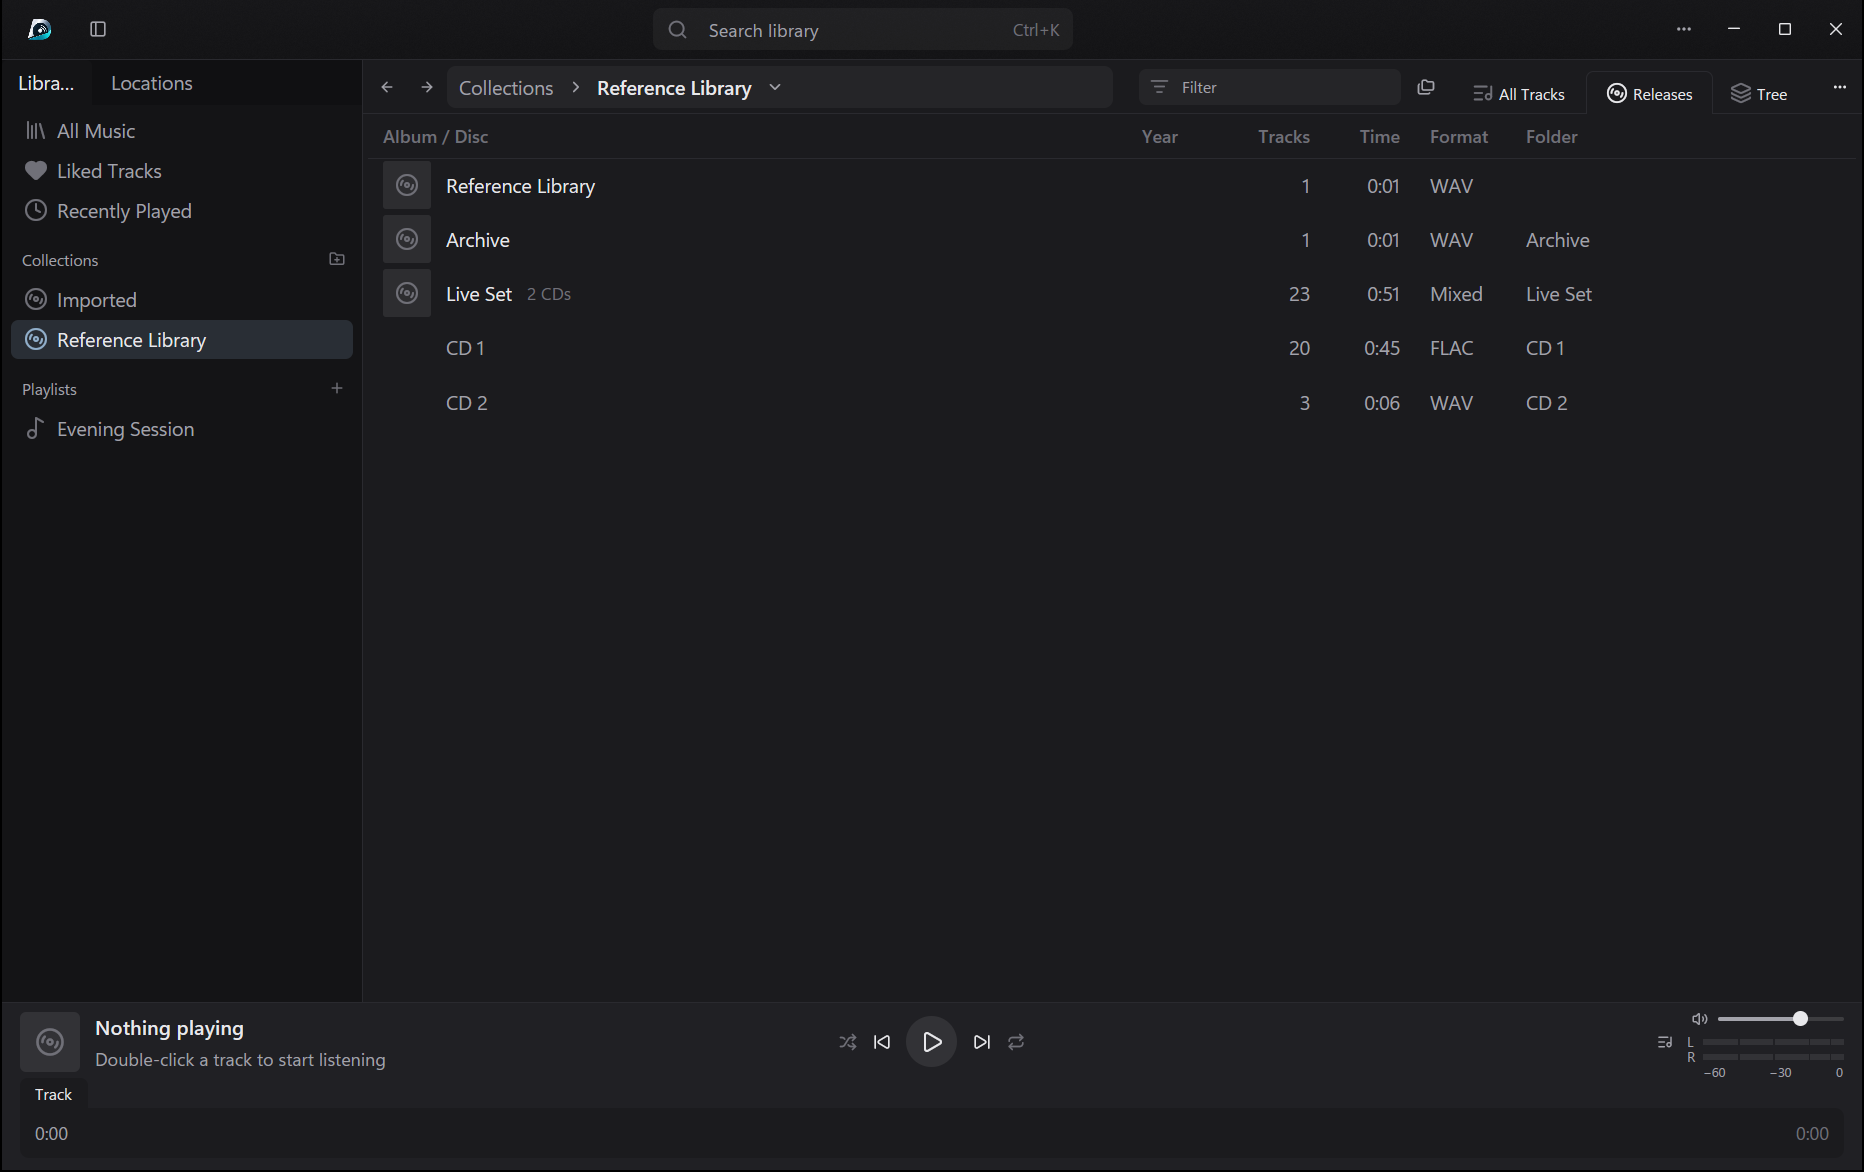 Search library Ctrl+K
Libra... Locations
Collections Reference Library
Filter
All Tracks Releases Tree
All Music
Liked Tracks
Recently Played
Collections
Imported
Reference Library
Playlists
Evening Session
Album / Disc Year Tracks Time Format Folder
Reference Library 1 0:01 WAV
Archive 1 0:01 WAV Archive
Live Set 2 CDs 23 0:51 Mixed Live Set
CD 1 20 0:45 FLAC CD 1
CD 2 3 0:06 WAV CD 2
Nothing playing
Double-click a track to start listening
L
R
-60 -30 0
Track
0:00 0:00